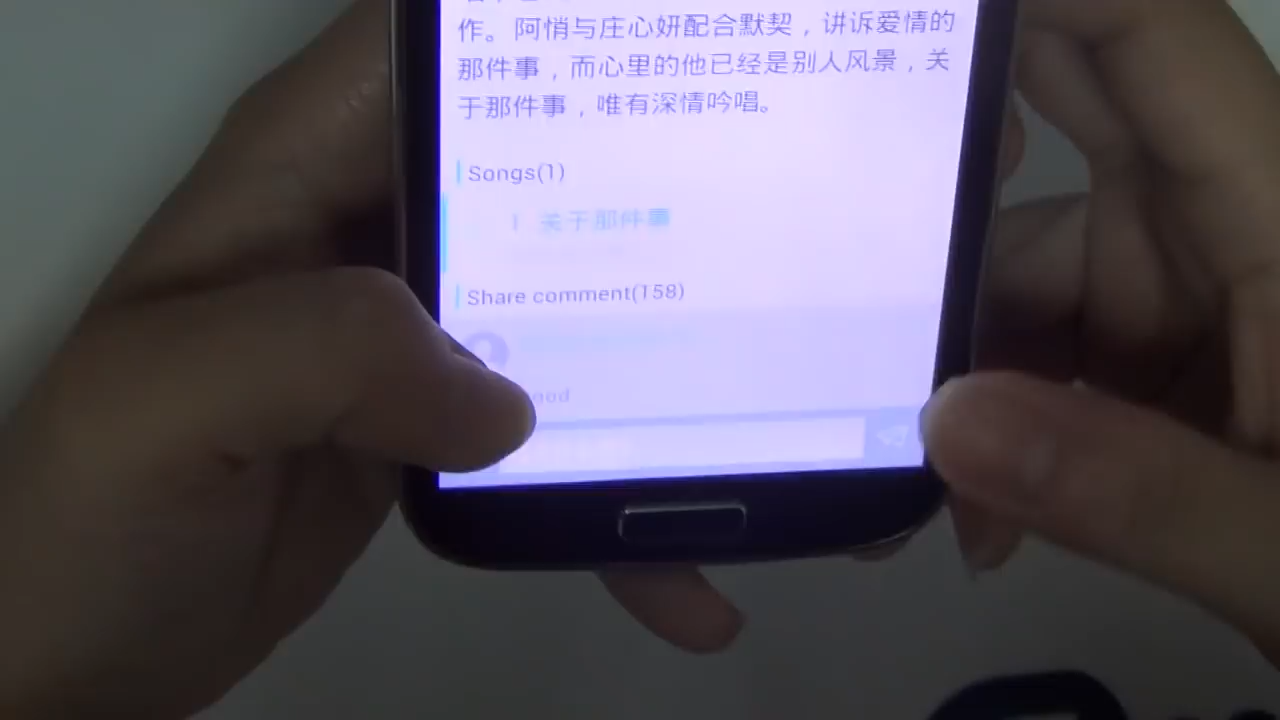 作。阿悄与庄心妍配合默契，讲诉爱情的
那件事，而心里的他已经是别人风景，关
于那件事，唯有深情吟唱。
Songs(1)
1 关于那件事
Share comment(158)